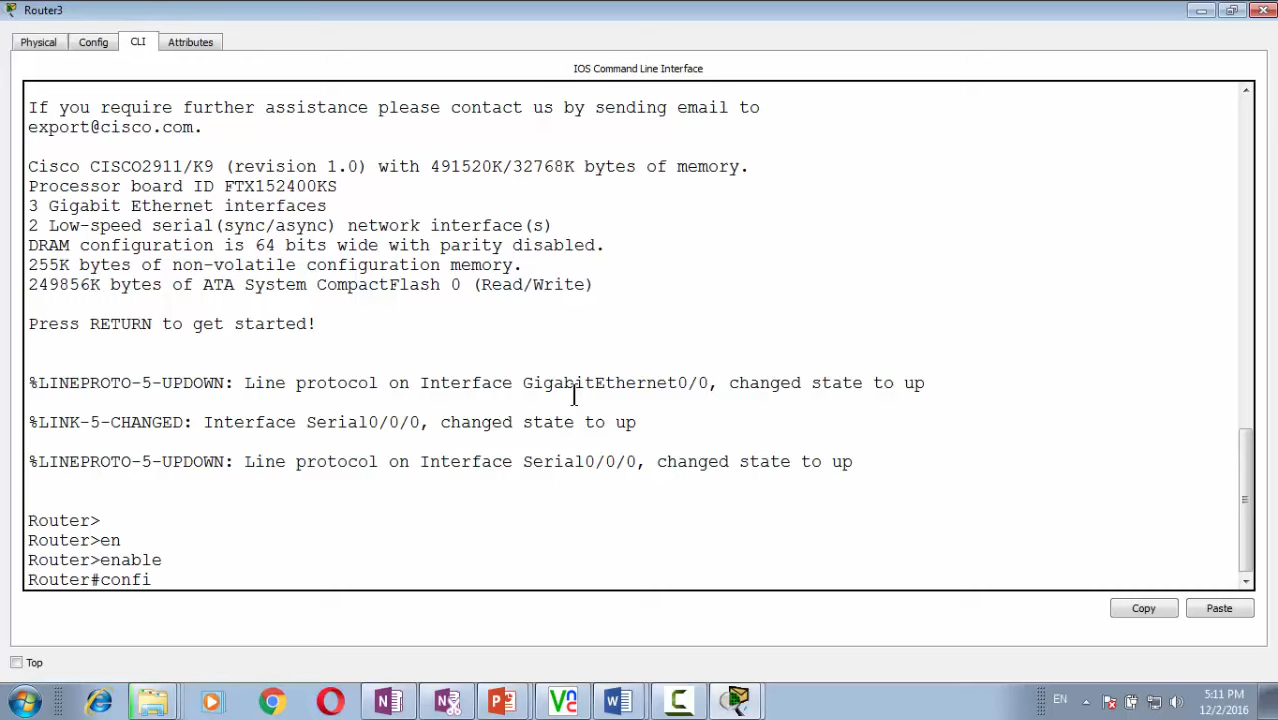 Router3
Physical Config CLI Attributes
IOS Command Line Interface
If you require further assistance please contact us by sending email to
export@cisco.com.
Cisco CISCO2911/K9 (revision 1.0) with 491520K/32768K bytes of memory.
Processor board ID FTX152400KS
3 Gigabit Ethernet interfaces
2 Low-speed serial(sync/async) network interface(s)
DRAM configuration is 64 bits wide with parity disabled.
255K bytes of non-volatile configuration memory.
249856K bytes of ATA System CompactFlash 0 (Read/Write)
Press RETURN to get started!
%LINEPROTO-5-UPDOWN: Line protocol on Interface GigabitEthernet0/0, changed state to up
%LINK-5-CHANGED: Interface Serial0/0/0, changed state to up
%LINEPROTO-5-UPDOWN: Line protocol on Interface Serial0/0/0, changed state to up
Router>
Router>en
Router>enable
Router#confi
Copy Paste
Top
EN 5:11 PM
12/2/2016